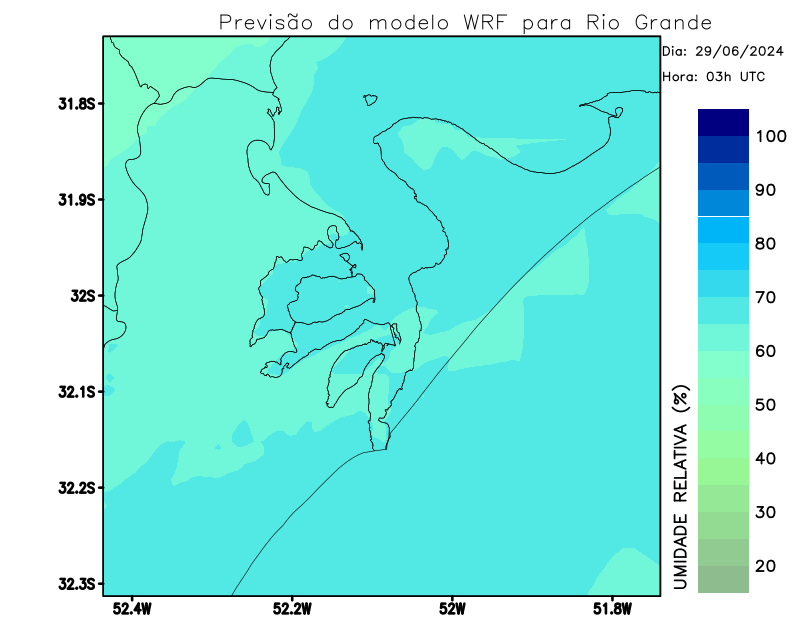 Previsão do modelo WRF para Rio Grande
Dia: 29/06/2024
Hora: 03h UTC
31.8S
31.9S
32S
32.1S
32.2S
32.3S
52.4W
52.2W
52W
51.8W
100
90
80
70
60
50
40
30
20
UMIDADE RELATIVA (%)